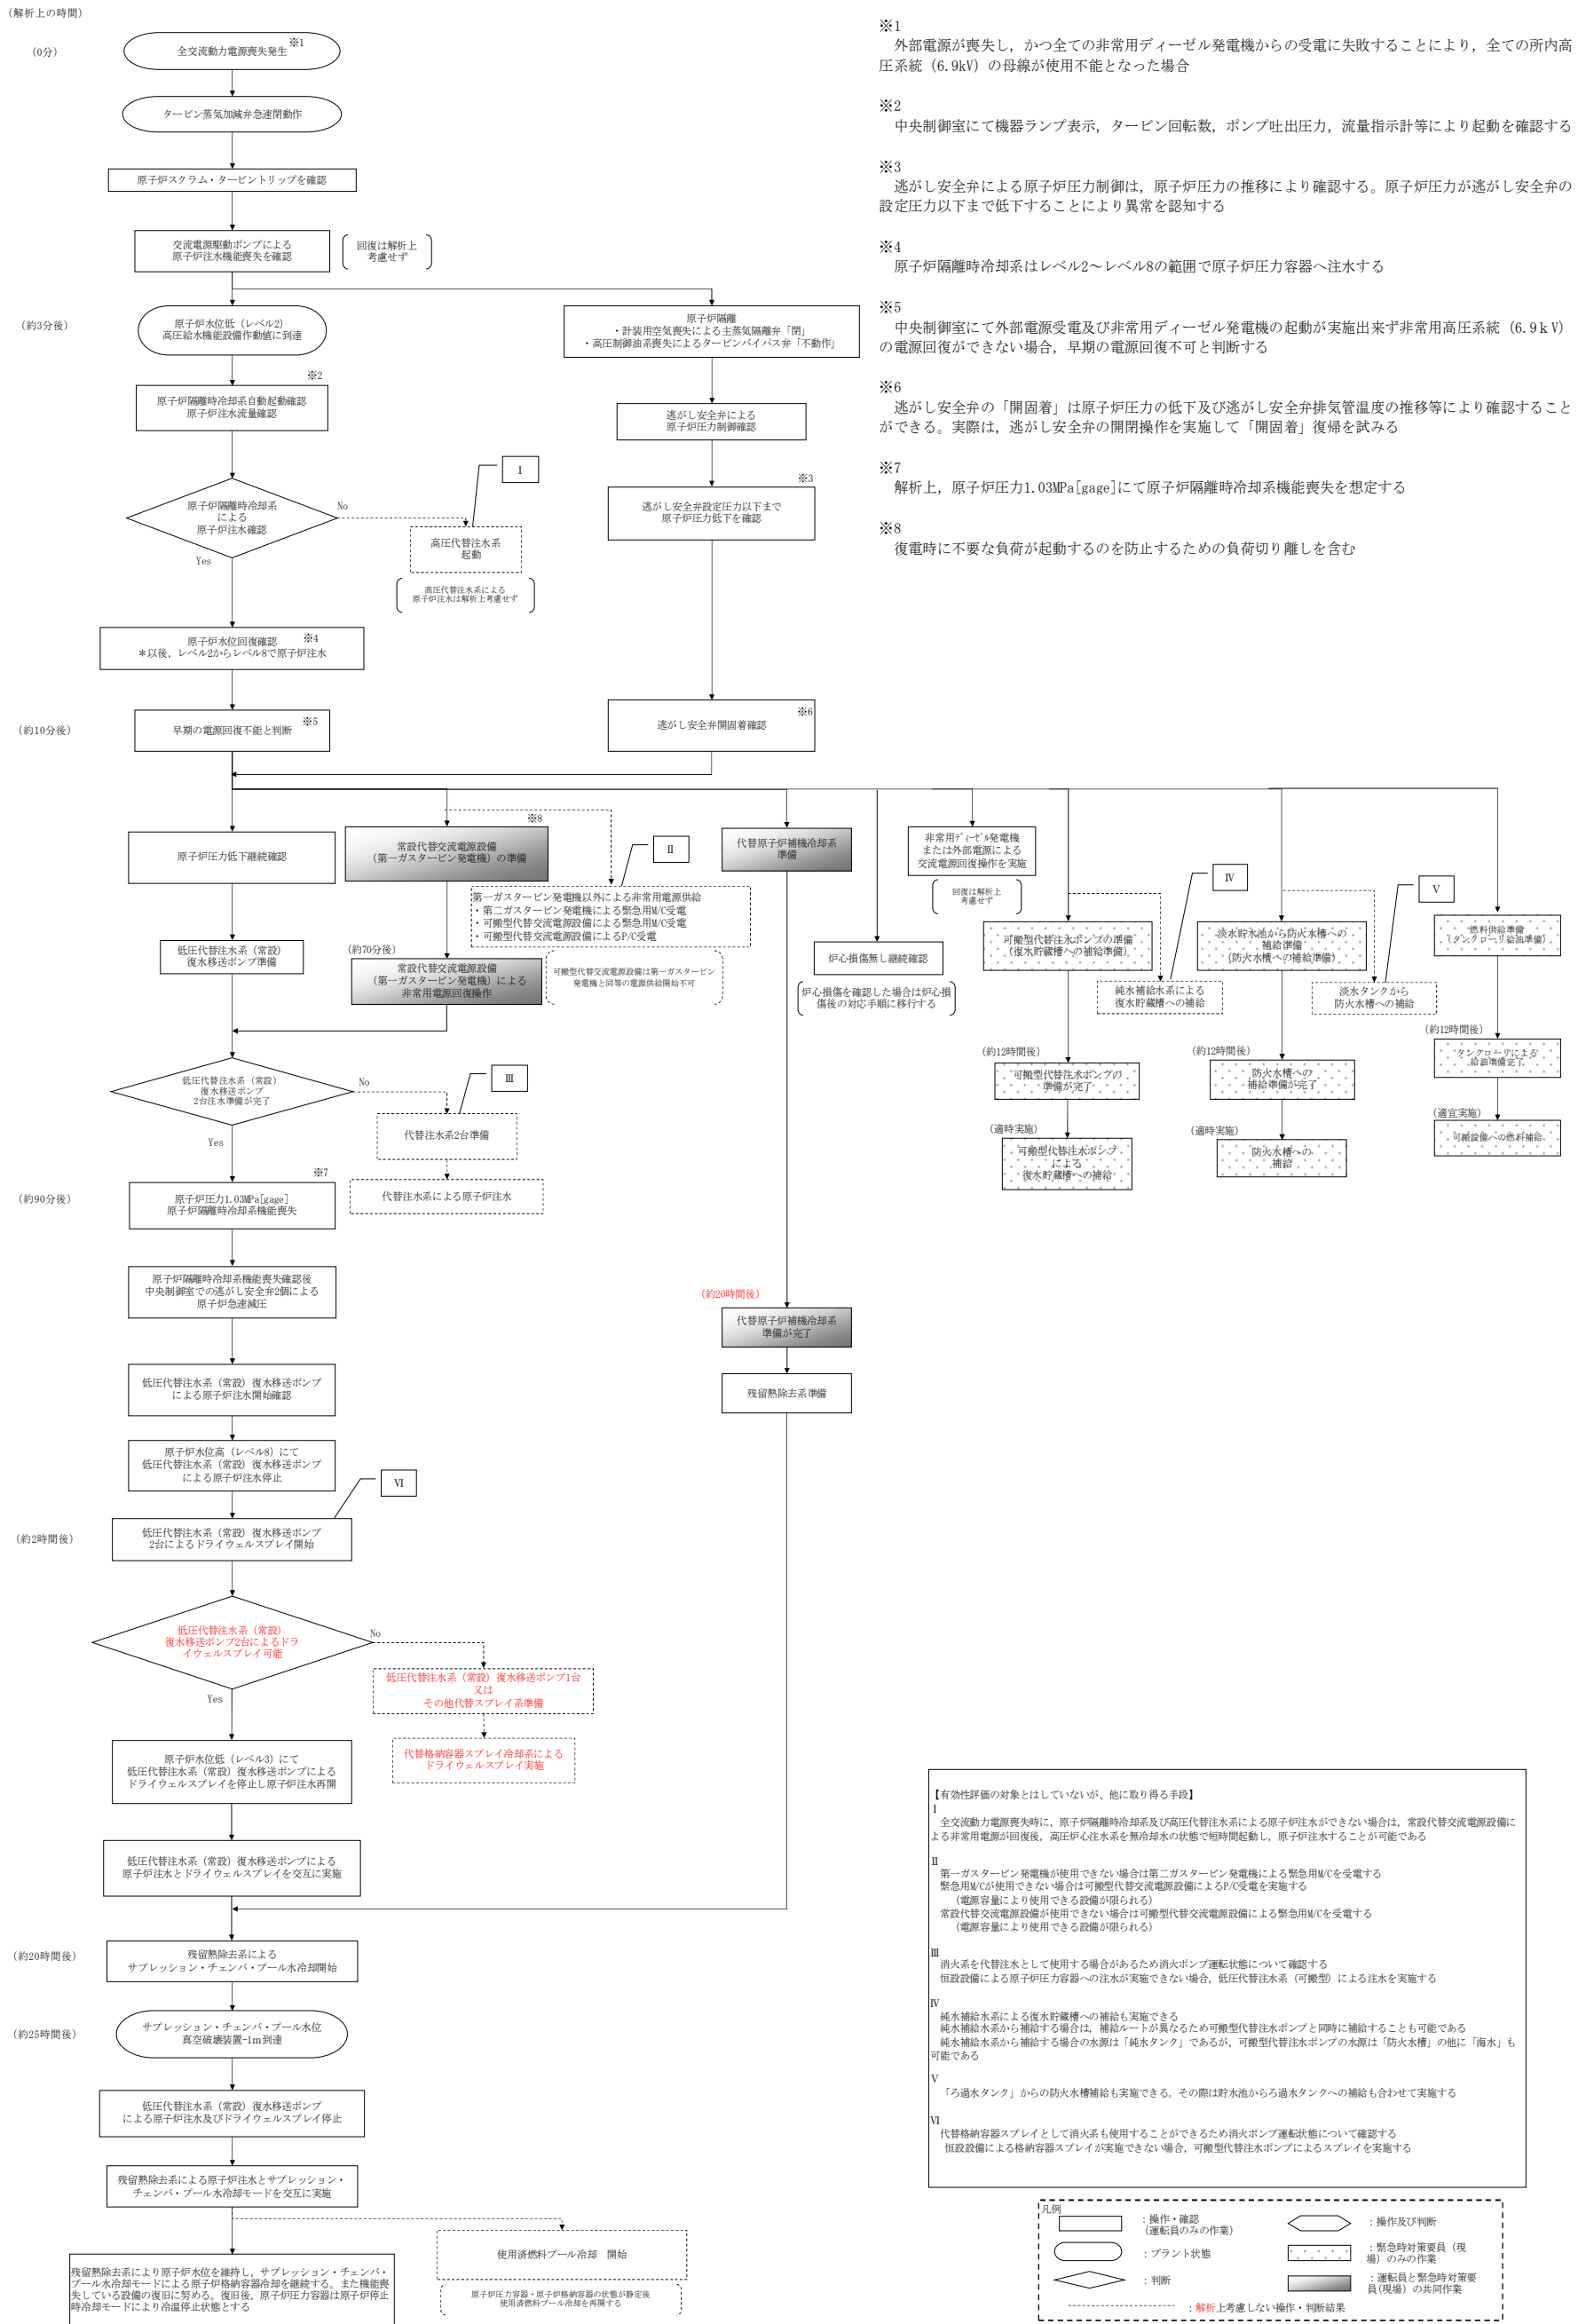 (解析上の時間)
(0分)
全交流動力電源喪失発生
※1
タービン蒸気加減弁急速閉動作
原子炉スクラム・タービントリップを確認
交流電源駆動ポンプによる
原子炉注水機能喪失を確認
回復は解析上
考慮せず
(約3分後)
原子炉水位低（レベル2）
高圧給水機能設備作動値に到達
原子炉隔離
・計装用空気喪失による主蒸気隔離弁「閉」
・高圧制御油系喪失によるタービンバイパス弁「不動作」
※2
原子炉隔離時冷却系自動起動確認
原子炉注水流量確認
逃がし安全弁による
原子炉圧力制御確認
Ⅰ
※3
原子炉隔離時冷却系
による
原子炉注水確認
No
Yes
逃がし安全弁設定圧力以下まで
原子炉圧力低下を確認
高圧代替注水系
起動
高圧代替注水系による
原子炉注水は解析上考慮せず
原子炉水位回復確認
※4
＊以後，レベル2からレベル8で原子炉注水
(約10分後)
早期の電源回復不能と判断
※5
逃がし安全弁開固着確認
※6
※1
外部電源が喪失し，かつ全ての非常用ディーゼル発電機からの受電に失敗することにより，全ての所内高
圧系統（6.9kV）の母線が使用不能となった場合
※2
中央制御室にて機器ランプ表示，タービン回転数，ポンプ吐出圧力，流量指示計等により起動を確認する
※3
逃がし安全弁による原子炉圧力制御は，原子炉圧力の推移により確認する。原子炉圧力が逃がし安全弁の
設定圧力以下まで低下することにより異常を認知する
※4
原子炉隔離時冷却系はレベル2～レベル8の範囲で原子炉圧力容器へ注水する
※5
中央制御室にて外部電源受電及び非常用ディーゼル発電機の起動が実施出来ず非常用高圧系統（6.9ｋV）
の電源回復ができない場合，早期の電源回復不可と判断する
※6
逃がし安全弁の「開固着」は原子炉圧力の低下及び逃がし安全弁排気管温度の推移等により確認すること
ができる。実際は，逃がし安全弁の開閉操作を実施して「開固着」復帰を試みる
※7
解析上，原子炉圧力1.03MPa[gage]にて原子炉隔離時冷却系機能喪失を想定する
※8
復電時に不要な負荷が起動するのを防止するための負荷切り離しを含む
原子炉圧力低下継続確認
※8
常設代替交流電源設備
（第一ガスタービン発電機）の準備
Ⅱ
第一ガスタービン発電機以外による非常用電源供給
・第二ガスタービン発電機による緊急用M/C受電
・可搬型代替交流電源設備による緊急用M/C受電
・可搬型代替交流電源設備によるP/C受電
低圧代替注水系（常設）
復水移送ポンプ準備
(約70分後)
常設代替交流電源設備
（第一ガスタービン発電機）による
非常用電源回復操作
可搬型代替交流電源設備は第一ガスタービン
発電機と同等の電源供給開始不可
代替原子炉補機冷却系
準備
炉心損傷無し継続確認
炉心損傷を確認した場合は炉心損
傷後の対応手順に移行する
非常用ディーゼル発電機
または外部電源による
交流電源回復操作を実施
回復は解析上
考慮せず
可搬型代替注水ポンプの準備
(復水貯蔵槽への補給準備)
Ⅳ
純水補給水系による
復水貯蔵槽への補給
淡水貯水池から防火水槽への
補給準備
(防火水槽への補給準備)
Ⅴ
淡水タンクから
防火水槽への補給
燃料供給準備
(タンクローリ給油準備)
(約12時間後)
可搬型代替注水ポンプの
準備が完了
(約12時間後)
防火水槽への
補給準備が完了
(約12時間後)
タンクローリによる
給油準備完了
(適時実施)
可搬型代替注水ポンプ
による
復水貯蔵槽への補給
(適時実施)
防火水槽への
補給
(適宜実施)
可搬設備への燃料補給
低圧代替注水系（常設）
復水移送ポンプ
2台注水準備が完了
No
Yes
Ⅲ
代替注水系2台準備
代替注水系による原子炉注水
※7
(約90分後)
原子炉圧力1.03MPa[gage]
原子炉隔離時冷却系機能喪失
原子炉隔離時冷却系機能喪失確認後
中央制御室での逃がし安全弁2個による
原子炉急速減圧
(約20時間後)
代替原子炉補機冷却系
準備が完了
残留熱除去系準備
低圧代替注水系（常設）復水移送ポンプ
による原子炉注水開始確認
原子炉水位高（レベル8）にて
低圧代替注水系（常設）復水移送ポンプ
による原子炉注水停止
Ⅵ
(約2時間後)
低圧代替注水系（常設）復水移送ポンプ
2台によるドライウェルスプレイ開始
低圧代替注水系（常設）
復水移送ポンプ2台によるドラ
イウェルスプレイ可能
No
Yes
低圧代替注水系（常設）復水移送ポンプ1台
又は
その他代替スプレイ系準備
代替格納容器スプレイ冷却系による
ドライウェルスプレイ実施
原子炉水位低（レベル3）にて
低圧代替注水系（常設）復水移送ポンプによる
ドライウェルスプレイを停止し原子炉注水再開
低圧代替注水系（常設）復水移送ポンプによる
原子炉注水とドライウェルスプレイを交互に実施
(約20時間後)
残留熱除去系による
サプレッション・チェンバ・プール水冷却開始
(約25時間後)
サプレッション・チェンバ・プール水位
真空破壊装置-1m到達
低圧代替注水系（常設）復水移送ポンプ
による原子炉注水及びドライウェルスプレイ停止
残留熱除去系による原子炉注水とサプレッション・
チェンバ・プール水冷却モードを交互に実施
使用済燃料プール冷却　開始
原子炉圧力容器・原子炉格納容器の状態が静定後
使用済燃料プール冷却を再開する
残留熱除去系により原子炉水位を維持し，サプレッション・チェンバ・
プール水冷却モードによる原子炉格納容器冷却を継続する。また機能喪
失している設備の復旧に努める。復旧後，原子炉圧力容器は原子炉停止
時冷却モードにより冷温停止状態とする
【有効性評価の対象とはしていないが、他に取り得る手段】
Ⅰ
全交流動力電源喪失時に，原子炉隔離時冷却系及び高圧代替注水系による原子炉注水ができない場合は，常設代替交流電源設備に
よる非常用電源が回復後，高圧炉心注水系を無冷却水の状態で短時間起動し，原子炉注水することが可能である
Ⅱ
第一ガスタービン発電機が使用できない場合は第二ガスタービン発電機による緊急用M/Cを受電する
緊急用M/Cが使用できない場合は可搬型代替交流電源設備によるP/C受電を実施する
（電源容量により使用できる設備が限られる）
常設代替交流電源設備が使用できない場合は可搬型代替交流電源設備による緊急用M/Cを受電する
（電源容量により使用できる設備が限られる）
Ⅲ
消火系を代替注水として使用する場合があるため消火ポンプ運転状態について確認する
恒設設備による原子炉圧力容器への注水が実施できない場合，低圧代替注水系（可搬型）による注水を実施する
Ⅳ
純水補給水系による復水貯蔵槽への補給も実施できる
純水補給水系から補給する場合は，補給ルートが異なるため可搬型代替注水ポンプと同時に補給することも可能である
純水補給水系から補給する場合の水源は「純水タンク」であるが，可搬型代替注水ポンプの水源は「防火水槽」の他に「海水」も
可能である
Ⅴ
「ろ過水タンク」からの防火水槽補給も実施できる。その際は貯水池からろ過水タンクへの補給も合わせて実施する
Ⅵ
代替格納容器スプレイとして消火系も使用することができるため消火ポンプ運転状態について確認する
恒設設備による格納容器スプレイが実施できない場合，可搬型代替注水ポンプによるスプレイを実施する
凡例
：操作・確認
（運転員のみの作業）
：操作及び判断
：プラント状態
：緊急時対策要員（現
場）のみの作業
：判断
：運転員と緊急時対策要
員(現場）の共同作業
：解析上考慮しない操作・判断結果